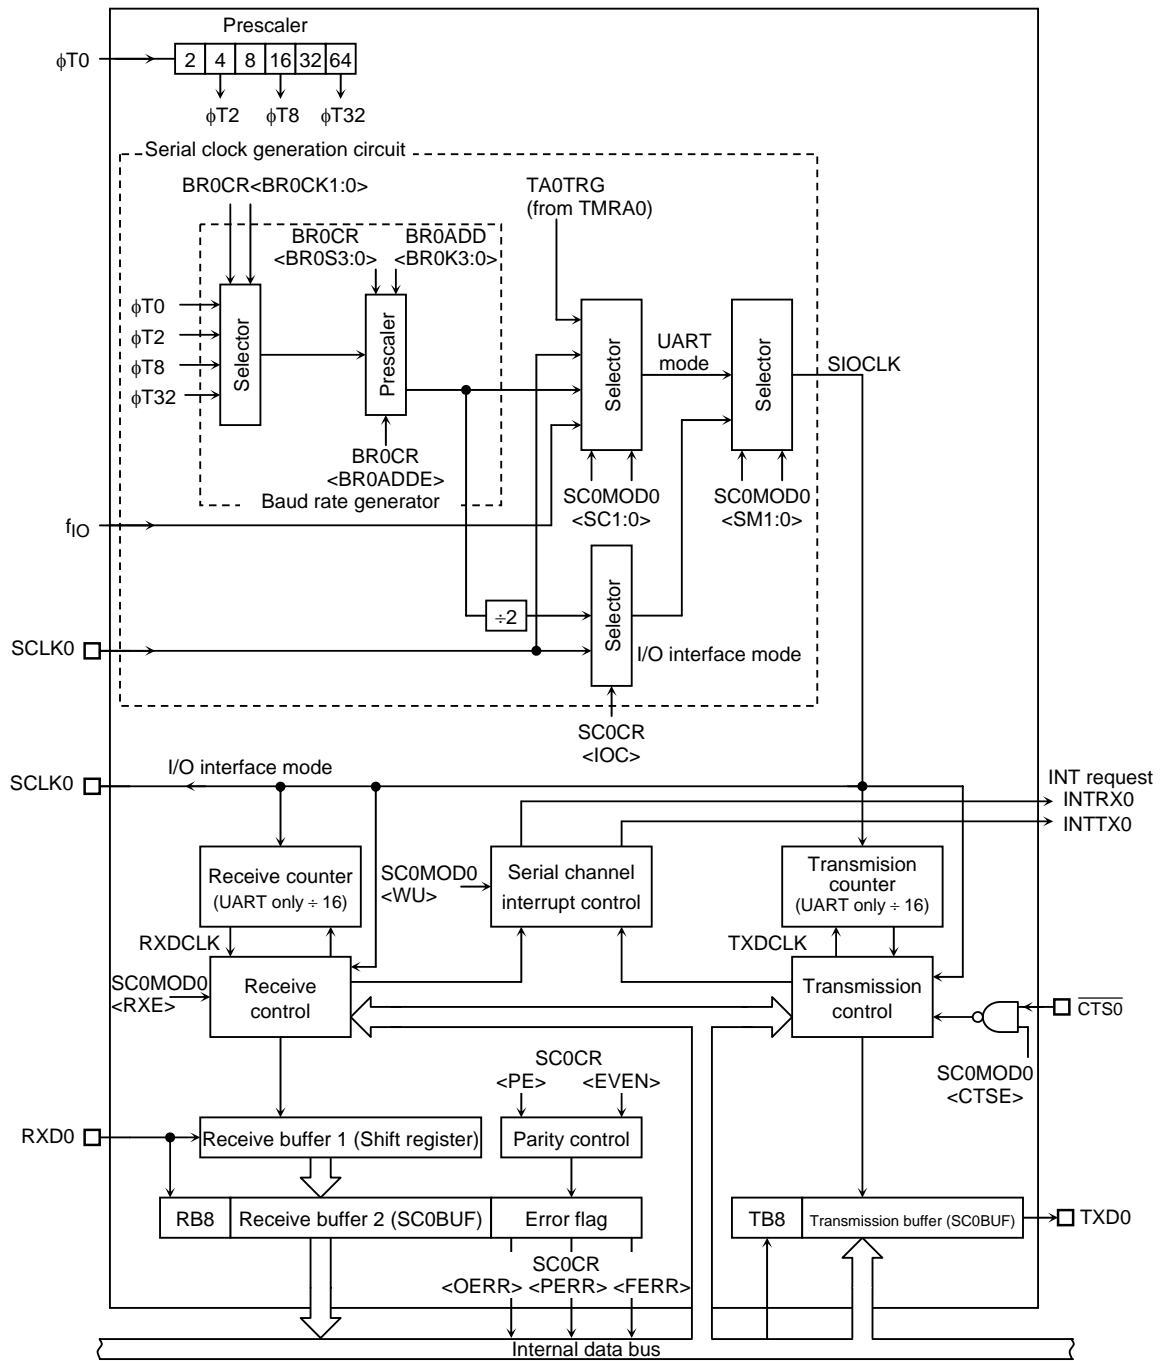 Prescaler
ϕT0
2 4 8 16 32 64
ϕT2 ϕT8 ϕT32
Serial clock generation circuit
BR0CR<BR0CK1:0>
TA0TRG
(from TMRA0)
BR0CR
<BR0S3:0>
BR0ADD
<BR0K3:0>
ϕT0
ϕT2
ϕT8
ϕT32
Selector
Prescaler
Selector
UART
mode
Selector
SIOCLK
BR0CR
<BR0ADDE>
Baud rate generator
SC0MOD0
<SC1:0>
SC0MOD0
<SM1:0>
fIO
÷2
Selector
I/O interface mode
SCLK0
SC0CR
<IOC>
SCLK0
I/O interface mode
INT request
INTRX0
INTTX0
Receive counter
(UART only ÷ 16)
SC0MOD0
<WU>
Serial channel
interrupt control
Transmision
counter
(UART only ÷ 16)
RXDCLK
TXDCLK
SC0MOD0
<RXE>
Receive
control
Transmission
control
CTS0
SC0MOD0
<CTSE>
SC0CR
<PE> <EVEN>
RXD0
Receive buffer 1 (Shift register)
Parity control
RB8
Receive buffer 2 (SC0BUF)
Error flag
TB8
Transmission buffer (SC0BUF)
TXD0
SC0CR
<OERR> <PERR> <FERR>
Internal data bus